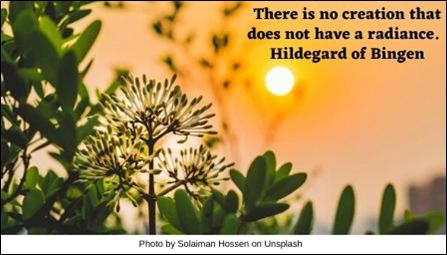 There is no creation that
does not have a radiance.
Hildegard of Bingen
Photo by Solaiman Hossen on Unsplash